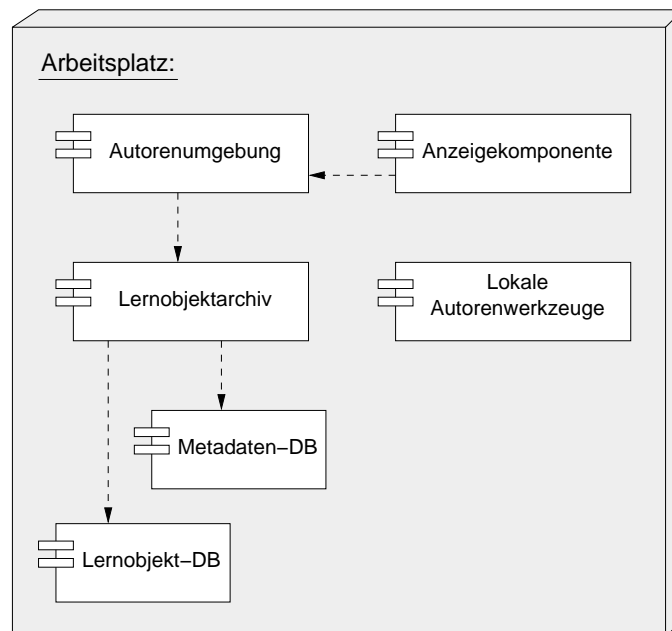 Arbeitsplatz:
Autorenumgebung
Anzeigekomponente
Lernobjektarchiv
Lokale
Autorenwerkzeuge
Metadaten−DB
Lernobjekt−DB